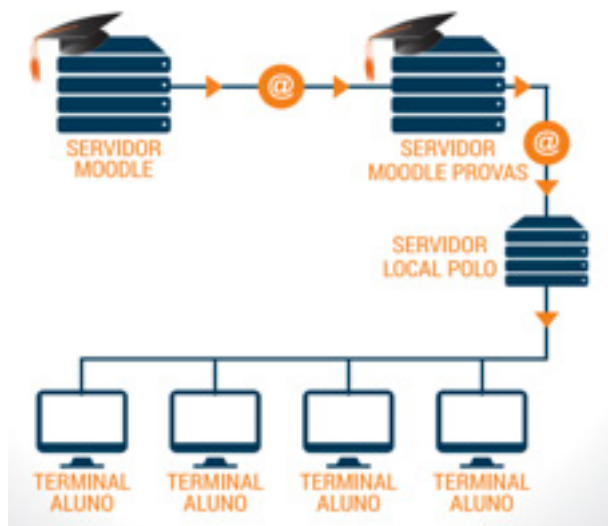 @
SERVIDOR
MOODLE
SERVIDOR
MOODLE PROVAS
@
SERVIDOR
LOCAL POLO
TERMINAL
ALUNO
TERMINAL
ALUNO
TERMINAL
ALUNO
TERMINAL
ALUNO